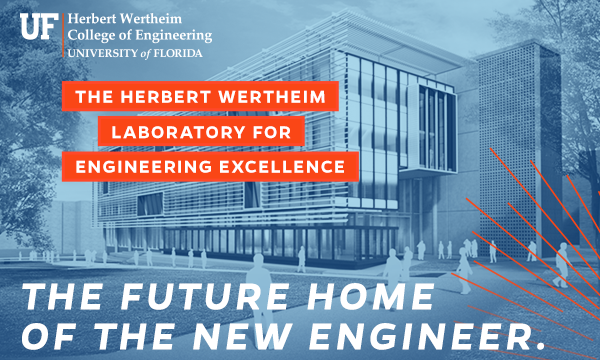 UF
Herbert Wertheim
College of Engineering
UNIVERSITY of FLORIDA
THE HERBERT WERTHEIM
LABORATORY FOR
ENGINEERING EXCELLENCE
THE FUTURE HOME
OF THE NEW ENGINEER.